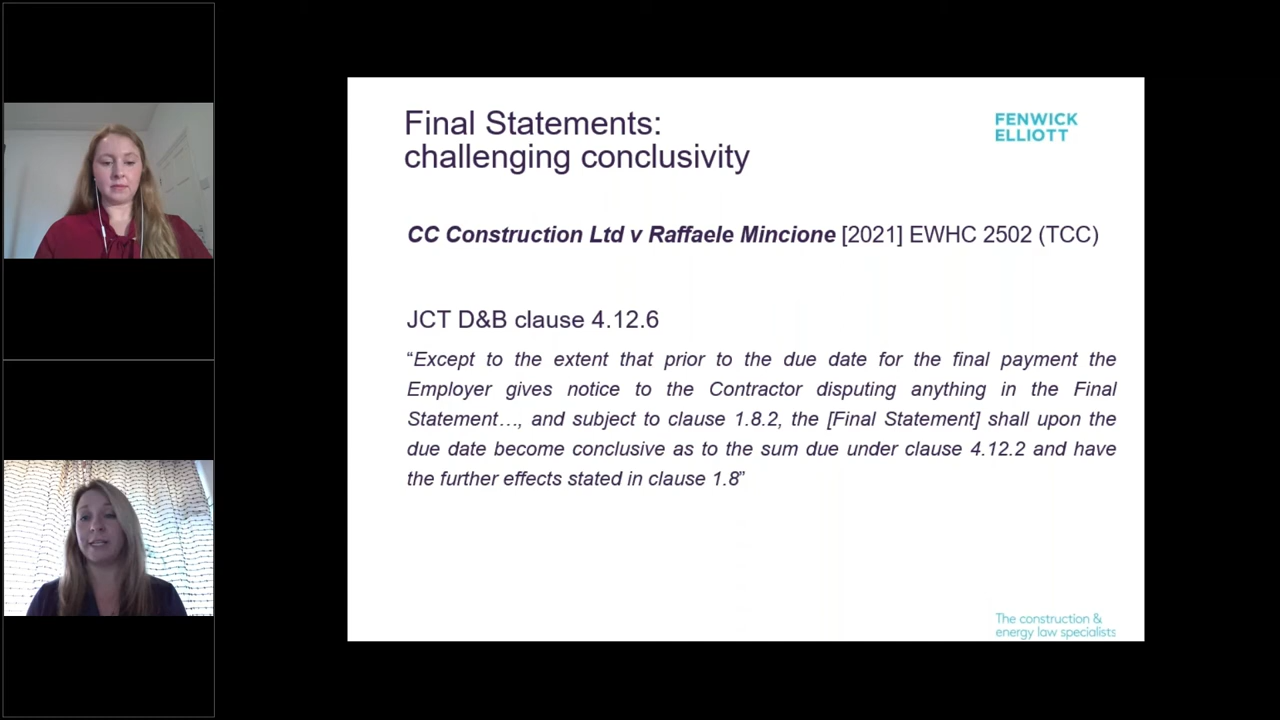 Final Statements:
challenging conclusivity
FENWICK
ELLIOTT
CC Construction Ltd v Raffaele Mincione [2021] EWHC 2502 (TCC)
JCT D&B clause 4.12.6
“Except to the extent that prior to the due date for the final payment the
Employer gives notice to the Contractor disputing anything in the Final
Statement…, and subject to clause 1.8.2, the [Final Statement] shall upon the
due date become conclusive as to the sum due under clause 4.12.2 and have
the further effects stated in clause 1.8”
The construction &
energy law specialists